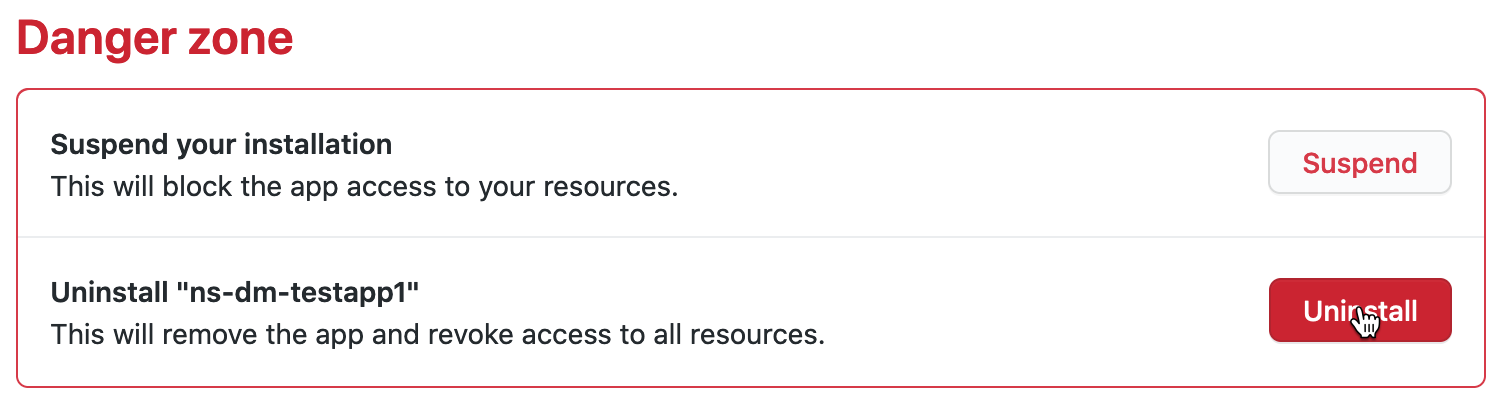 Danger zone
Suspend your installation
This will block the app access to your resources.
Suspend
Uninstall "ns-dm-testapp1"
This will remove the app and revoke access to all resources.
Uninstall